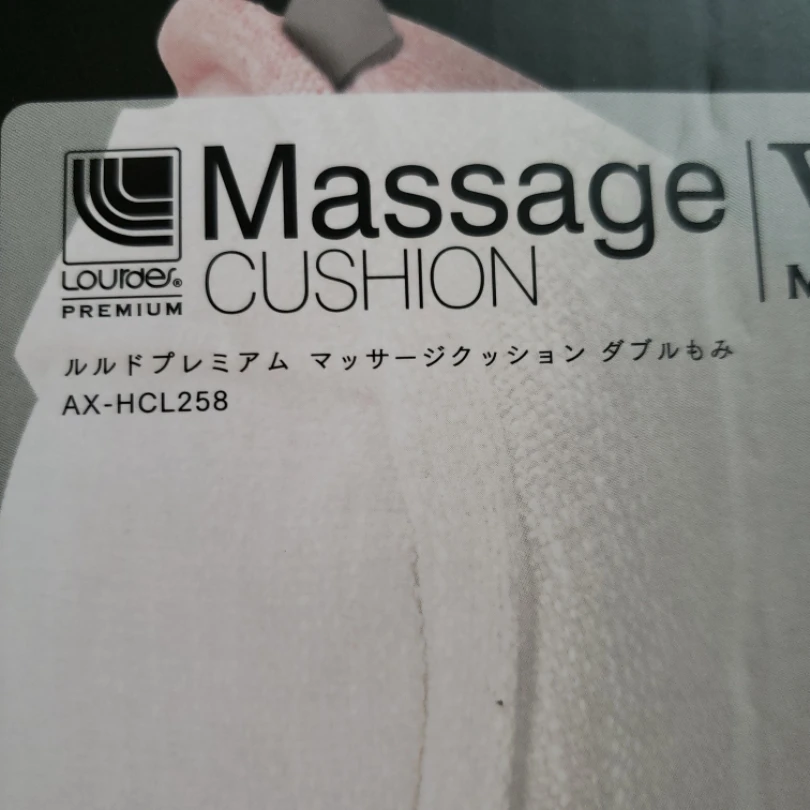 Massage
CUSHION
Lourdes®
PREMIUM
ルルドプレミアム マッサージクッション ダブルもみ
AX-HCL258